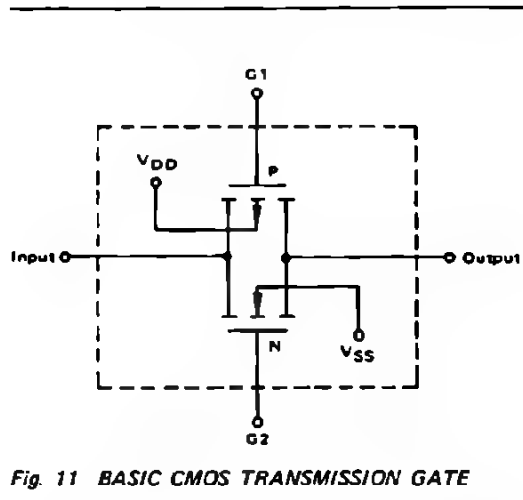 G1
VDD
P
Input
Output
N
VSS
G2
Fig. 11 BASIC CMOS TRANSMISSION GATE